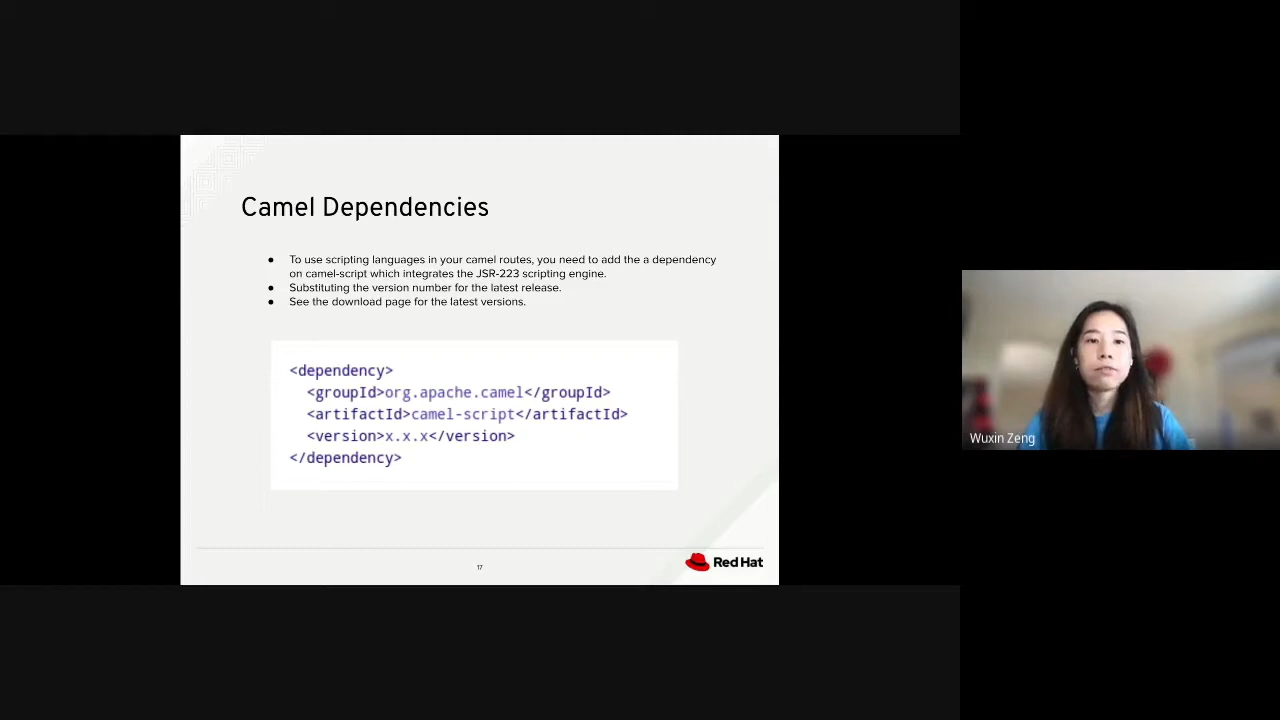 Camel Dependencies
● To use scripting languages in your camel routes, you need to add the a dependency
on camel-script which integrates the JSR-223 scripting engine.
● Substituting the version number for the latest release.
● See the download page for the latest versions.
<dependency>
<groupId>org.apache.camel</groupId>
<artifactId>camel-script</artifactId>
<version>x.x.x</version>
</dependency>
17
Red Hat
Wuxin Zeng